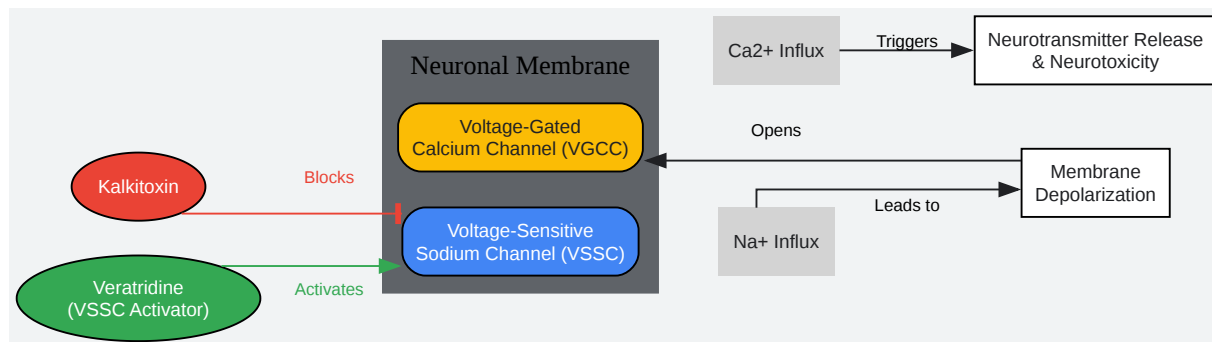 Neuronal Membrane
Voltage-Gated
Calcium Channel (VGCC)
Voltage-Sensitive
Sodium Channel (VSSC)
Kalkitoxin
Blocks
Veratridine
(VSSC Activator)
Activates
Ca2+ Influx
Triggers
Neurotransmitter Release
& Neurotoxicity
Opens
Membrane
Depolarization
Leads to
Na+ Influx